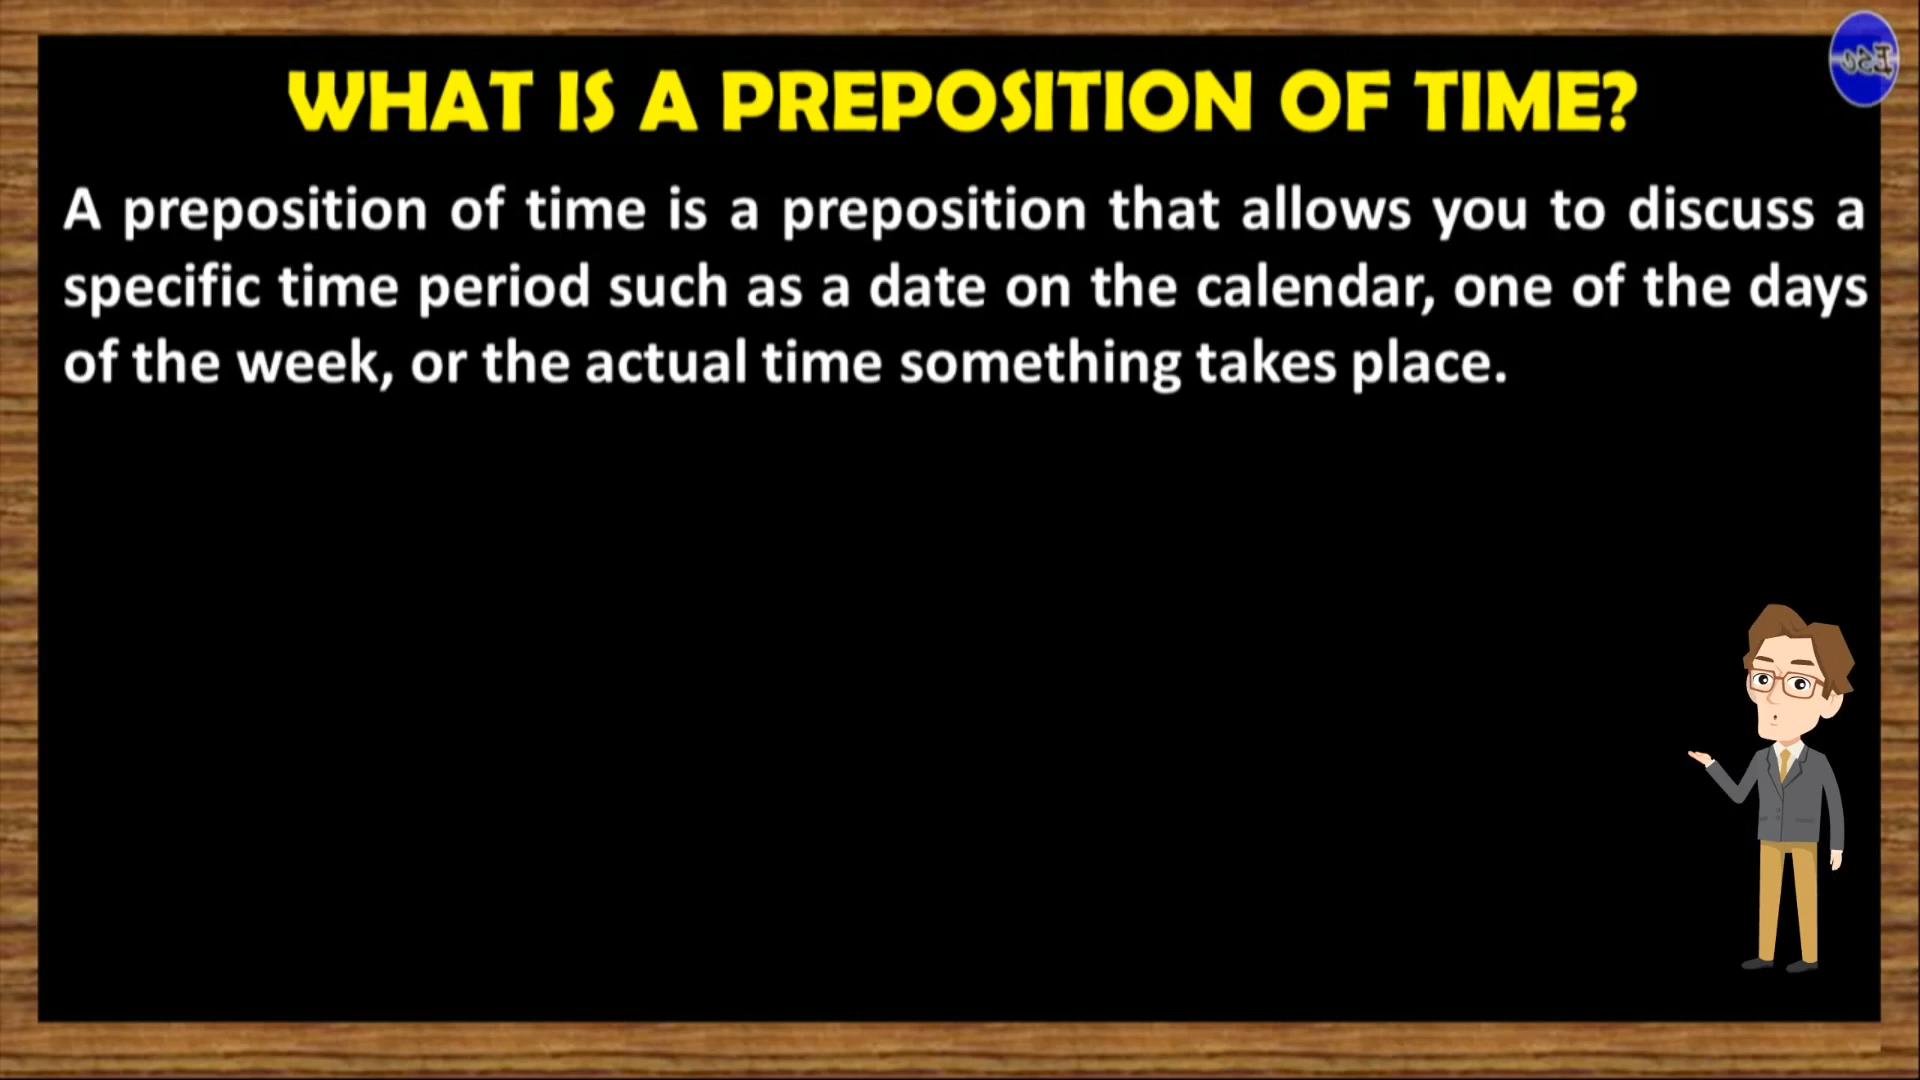 WHAT IS A PREPOSITION OF TIME?
A preposition of time is a preposition that allows you to discuss a
specific time period such as a date on the calendar, one of the days
of the week, or the actual time something takes place.